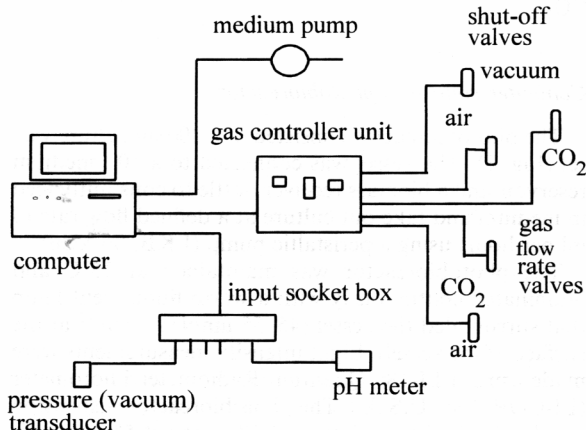 medium pump
shut-off
valves
vacuum
air
gas controller unit
CO2
computer
gas
flow
rate
valves
CO2
input socket box
air
pH meter
pressure (vacuum)
transducer